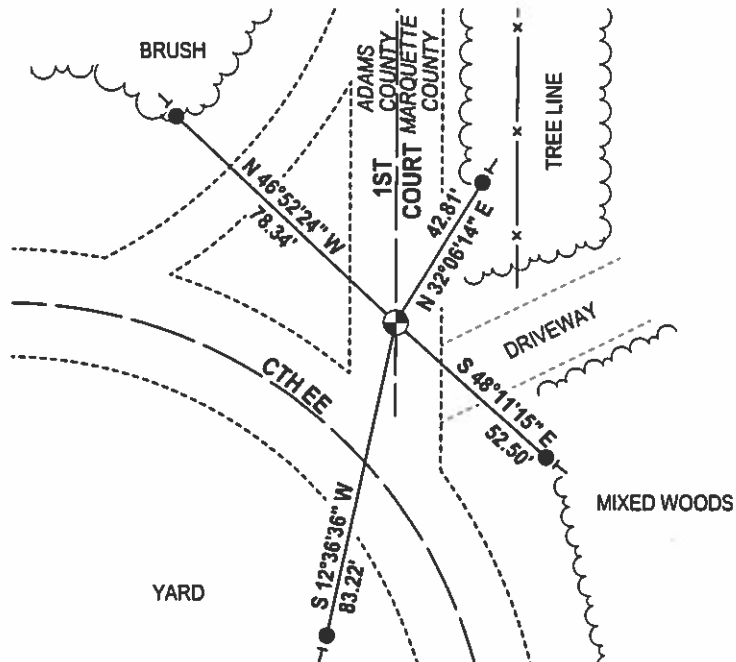 BRUSH
ADAMS
COUNTY
MARQUETTE
COUNTY
1ST
COURT
TREE LINE
N 46°52'24" W
78.34'
42.81'
N 32°06'14" E
DRIVEWAY
CTH EE
S 48°11'15" E
52.50'
MIXED WOODS
S 12°36'36" W
83.22'
YARD